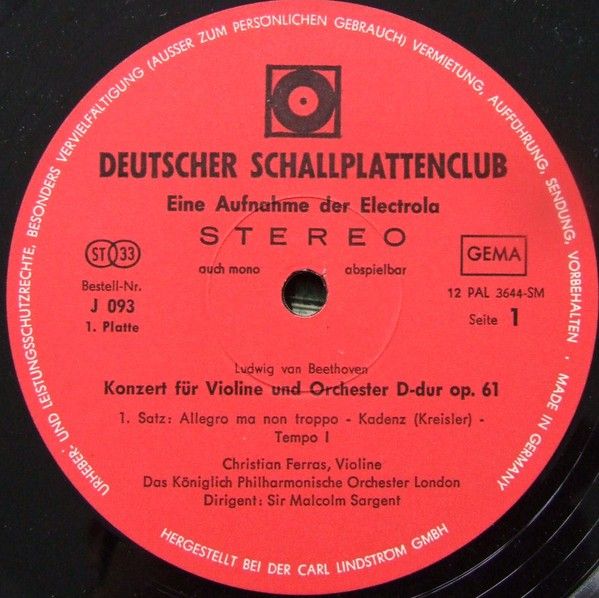 URHEBER- UND LEISTUNGSSCHUTZRECHTE, BESONDERS VERVIELFÄLTIGUNG (AUSSER ZUM PERSÖNLICHEN GEBRAUCH) VERMIETUNG, AUFFÜHRUNG, SENDUNG, VORBEHALTEN · MADE IN GERMANY
DEUTSCHER SCHALLPLATTENCLUB
Eine Aufnahme der Electrola
STEREO
ST 33
auch mono abspielbar
GEMA
Bestell-Nr.
J 093
1. Platte
12 PAL 3644-SM
Seite 1
Ludwig van Beethoven
Konzert für Violine und Orchester D-dur op. 61
1. Satz: Allegro ma non troppo - Kadenz (Kreisler) -
Tempo I
Christian Ferras, Violine
Das Königlich Philharmonische Orchester London
Dirigent: Sir Malcolm Sargent
HERGESTELLT BEI DER CARL LINDSTRÖM GMBH